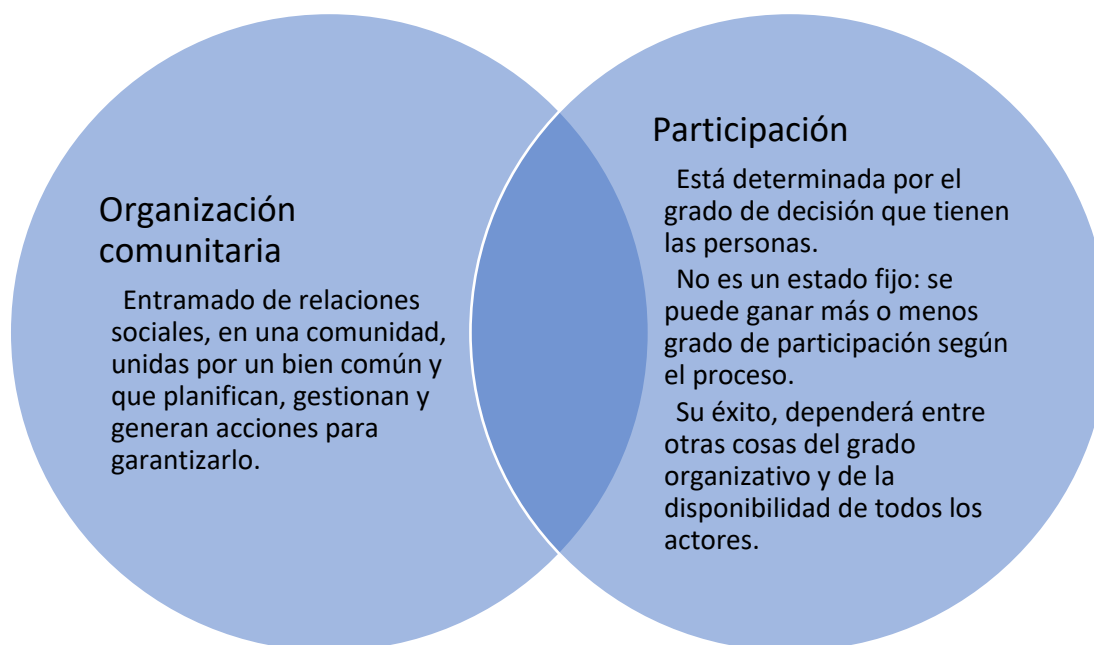 Organización
comunitaria
Entramado de relaciones
sociales, en una comunidad,
unidas por un bien común y
que planifican, gestionan y
generan acciones para
garantizarlo.
Participación
Está determinada por el
grado de decisión que tienen
las personas.
No es un estado fijo: se
puede ganar más o menos
grado de participación según
el proceso.
Su éxito, dependerá entre
otras cosas del grado
organizativo y de la
disponibilidad de todos los
actores.